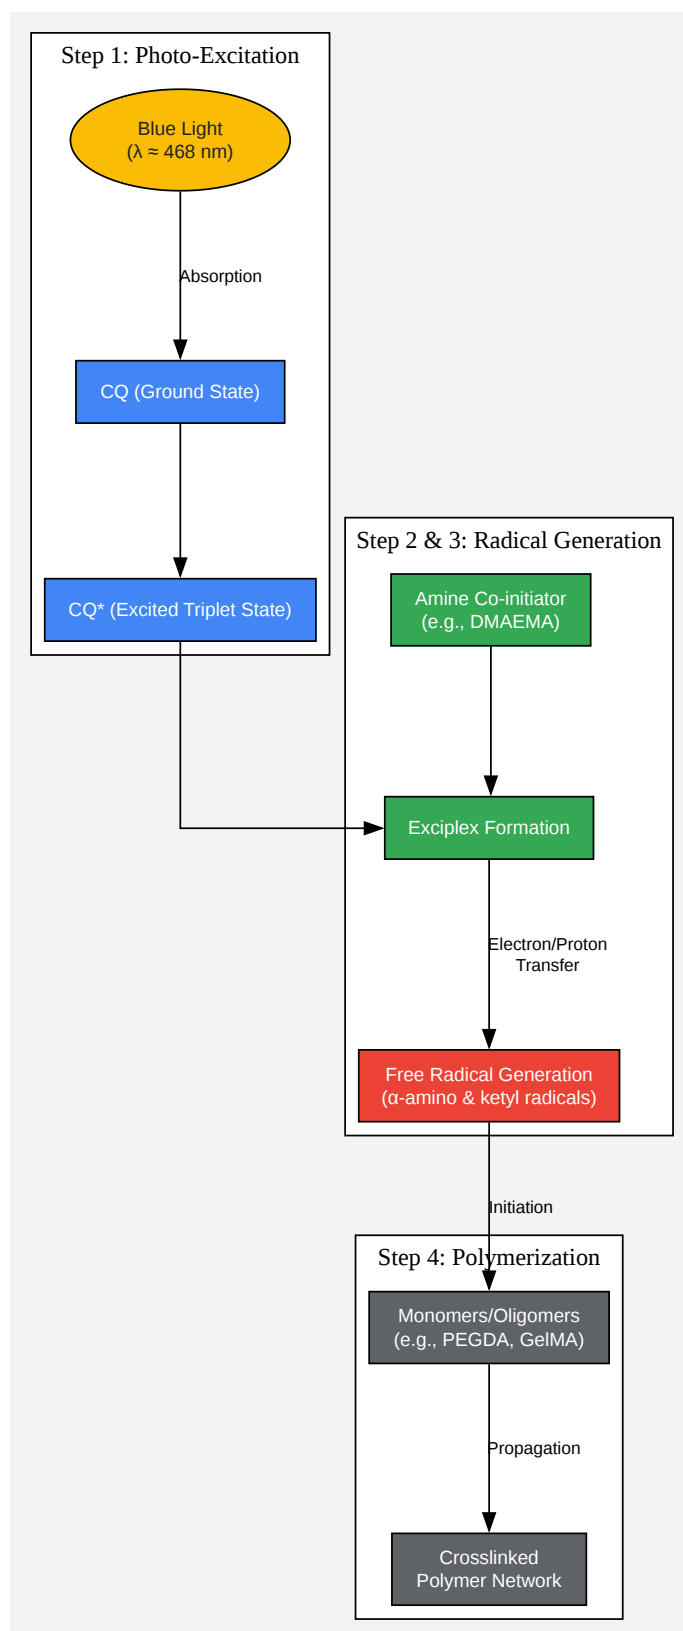 Step 1: Photo-Excitation
Blue Light
(λ ≈ 468 nm)
Absorption
CQ (Ground State)
CQ* (Excited Triplet State)
Step 2 & 3: Radical Generation
Amine Co-initiator
(e.g., DMAEMA)
Exciplex Formation
Electron/Proton
Transfer
Free Radical Generation
(α-amino & ketyl radicals)
Initiation
Step 4: Polymerization
Monomers/Oligomers
(e.g., PEGDA, GelMA)
Propagation
Crosslinked
Polymer Network